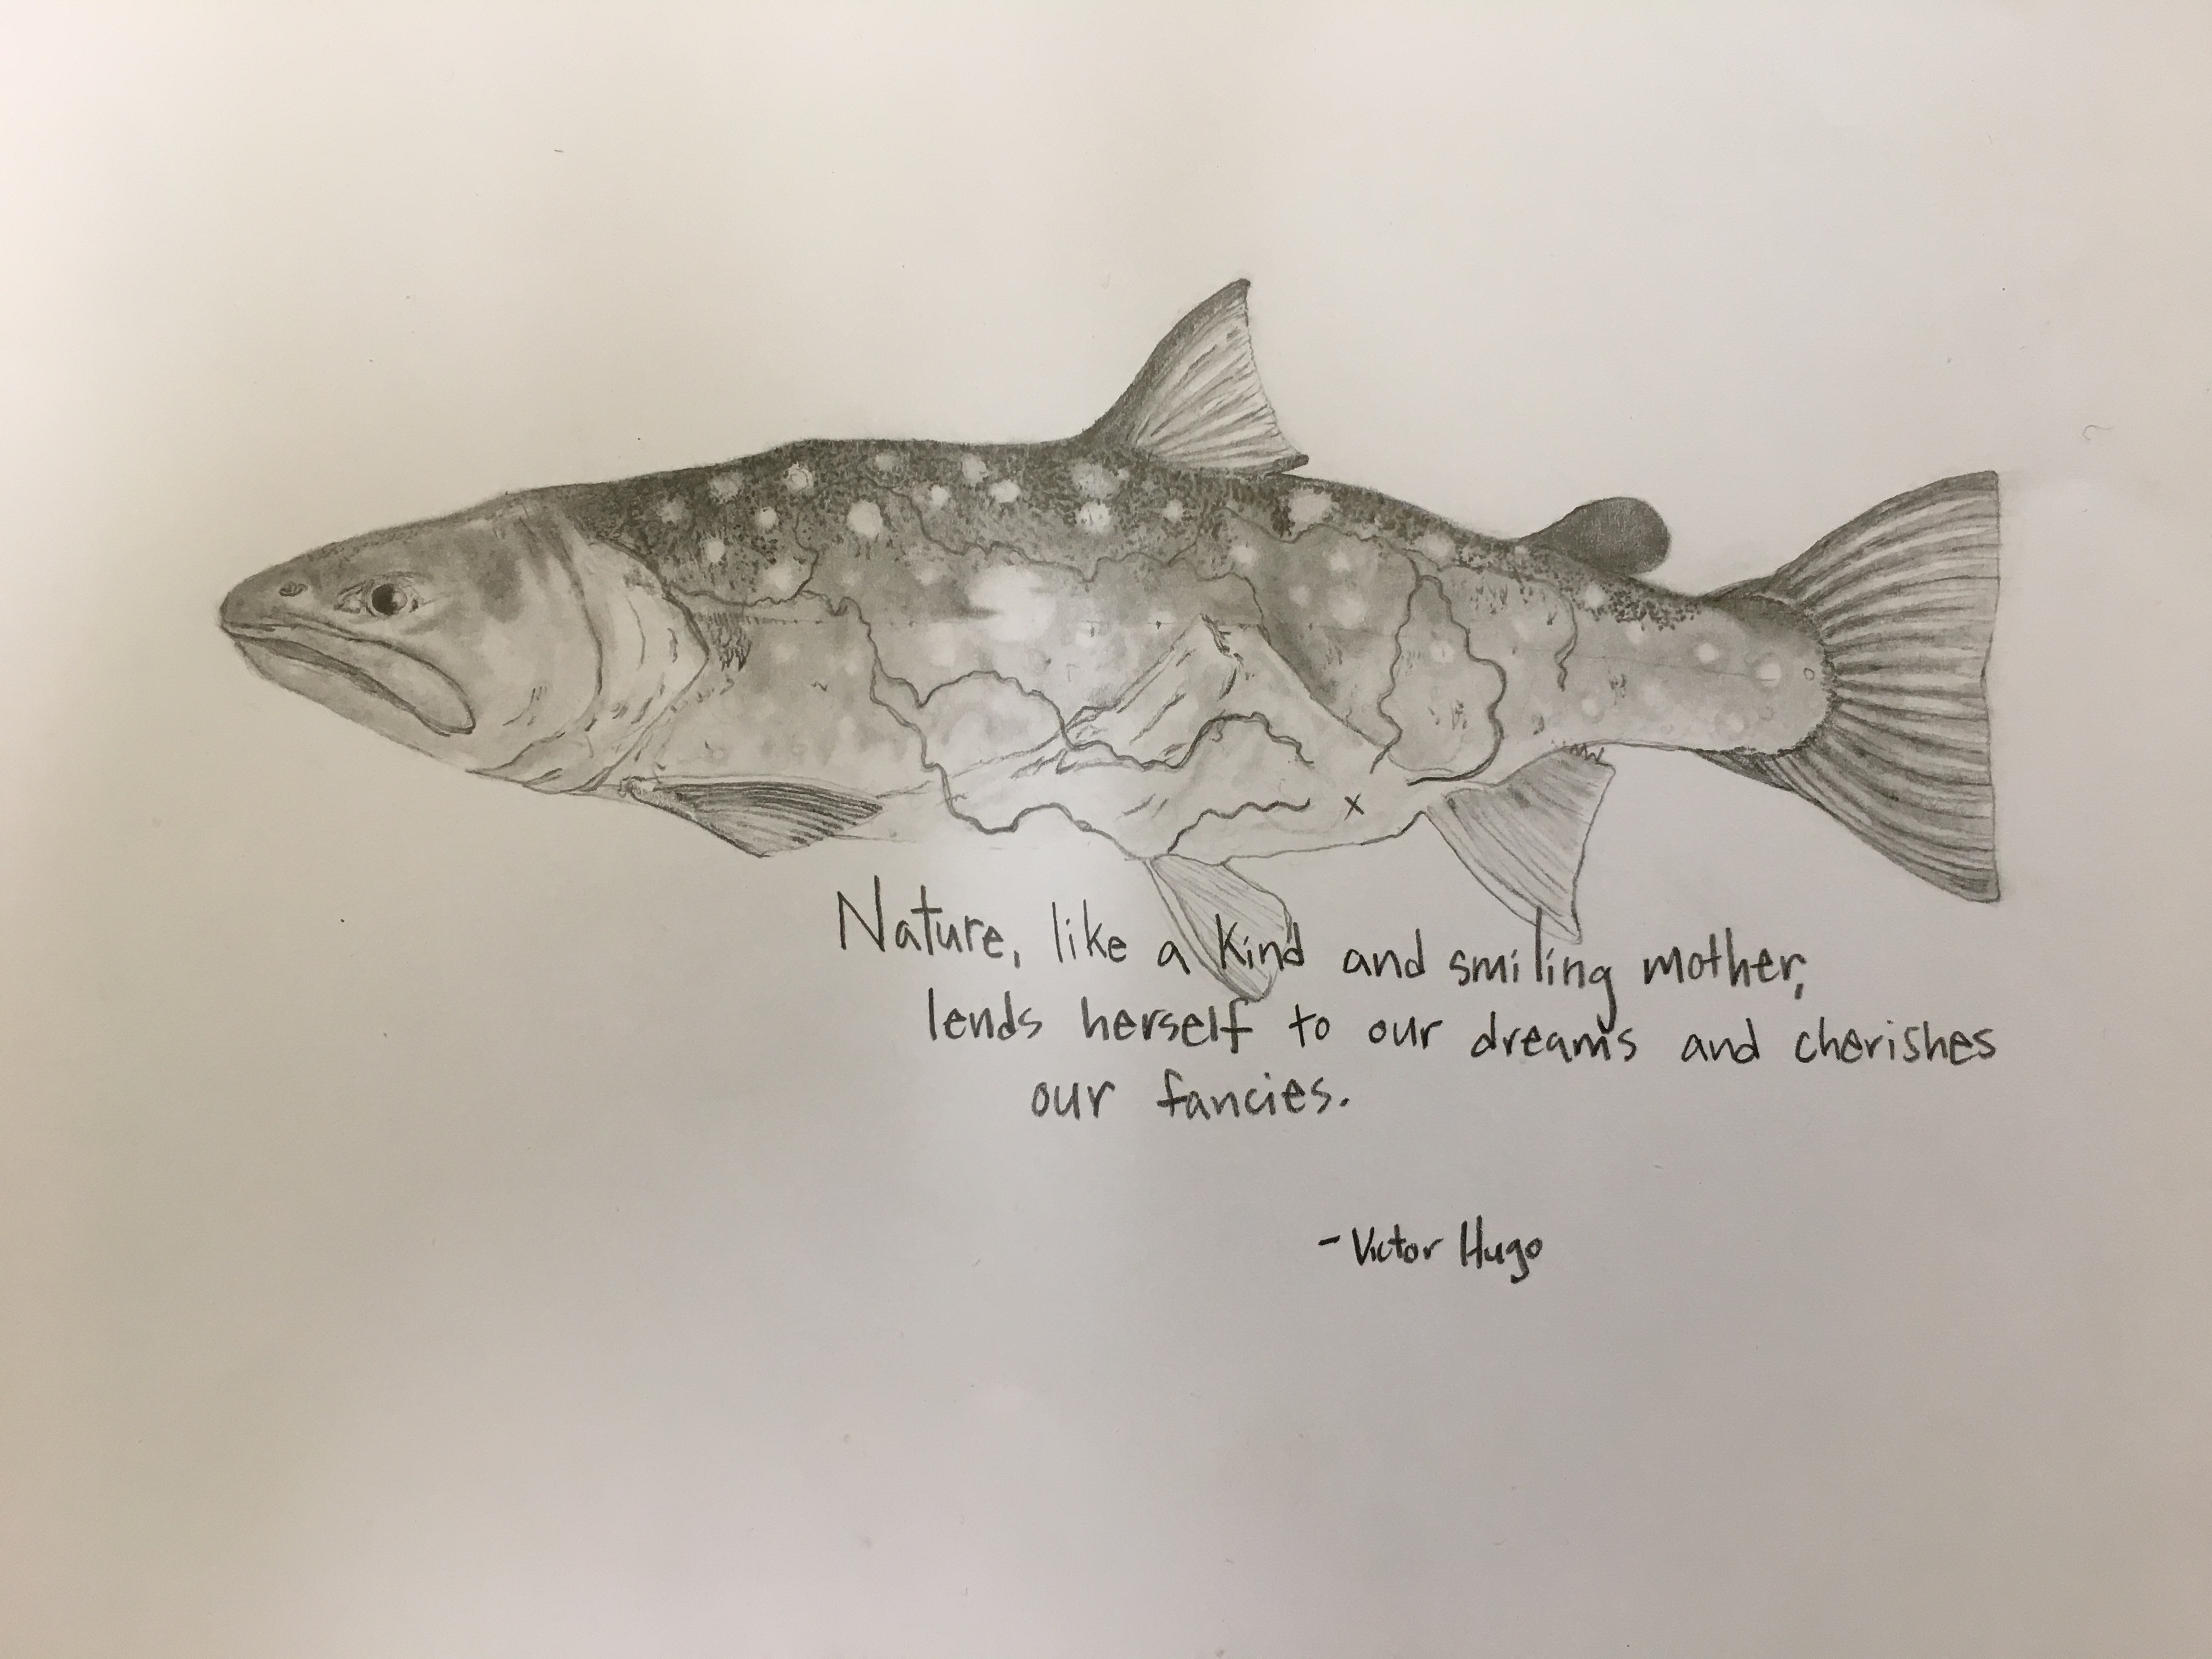 x
Nature, like a kind and smiling mother,
lends herself to our dreams and cherishes
our fancies.
- Victor Hugo